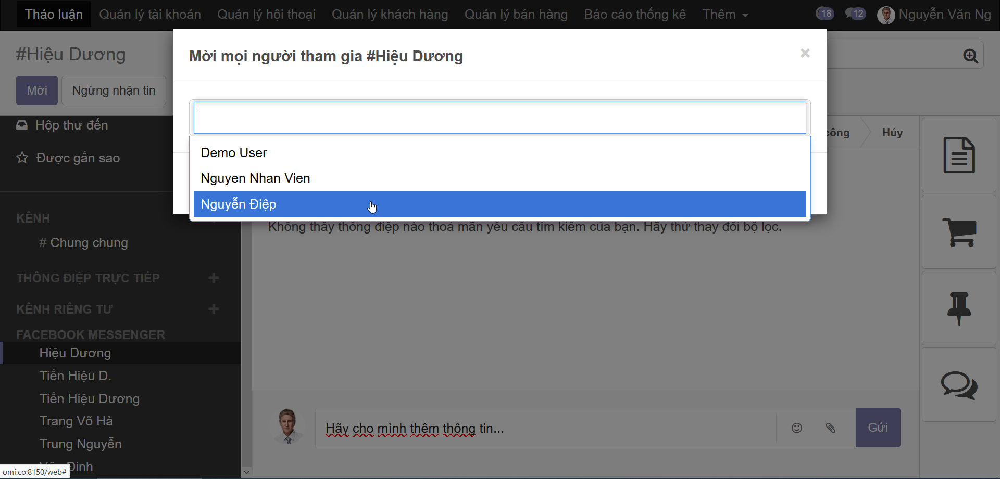 Thảo luận Quản lý tài khoản Quản lý hội thoại Quản lý khách hàng Quản lý bán hàng Báo cáo thống kê Thêm 18 12 Nguyễn Văn Ng
#Hiệu Dương
Mời Ngừng nhận tin
Mời mọi người tham gia #Hiệu Dương
×
Demo User
Nguyen Nhan Vien
Nguyễn Điệp
Hộp thư đến
Được gắn sao
công Hủy
KÊNH
# Chung chung
THÔNG ĐIỆP TRỰC TIẾP
KÊNH RIÊNG TƯ
FACEBOOK MESSENGER
Hiệu Dương
Tiến Hiệu D.
Tiến Hiệu Dương
Trang Võ Hà
Trung Nguyễn
Đinh
Không thấy thông điệp nào thoả mãn yêu cầu tìm kiếm của bạn. Hãy thử thay đổi bộ lọc.
Hãy cho mình thêm thông tin...
Gửi
omi.co:8150/web#